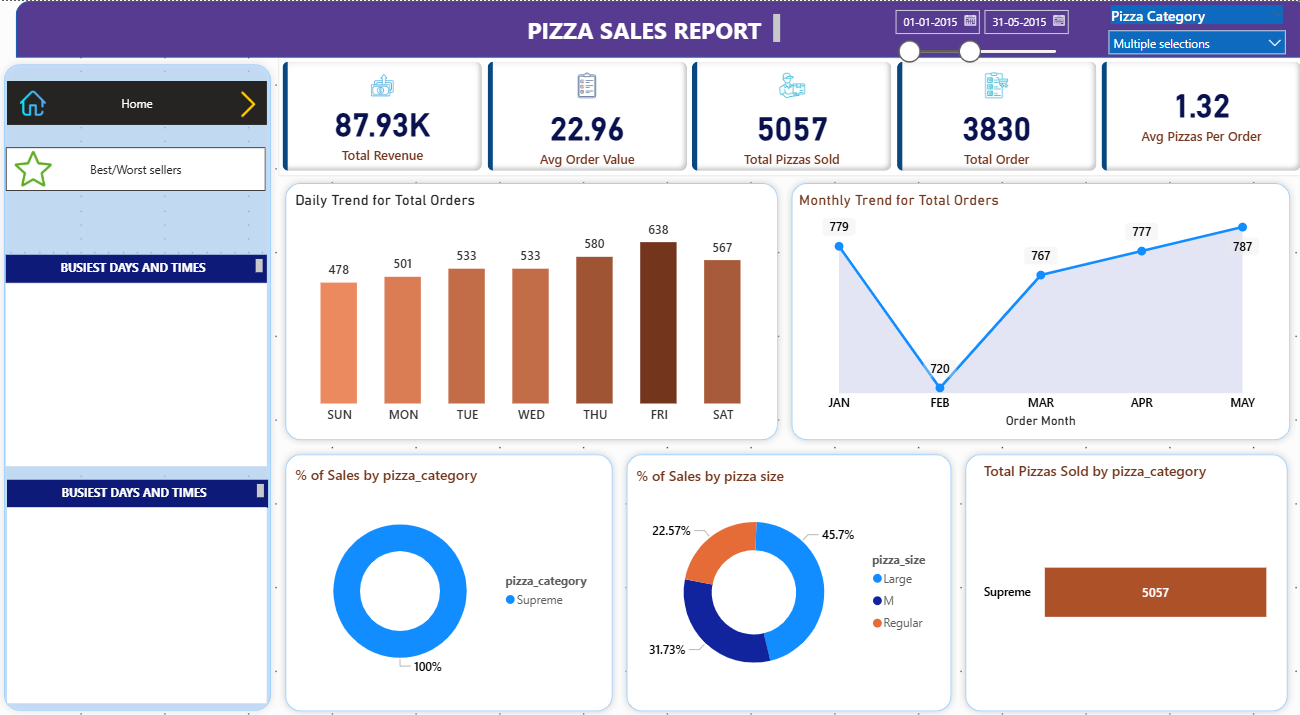 PIZZA SALES REPORT
01-01-2015
31-05-2015
Pizza Category
Multiple selections
Home
Best/Worst sellers
BUSIEST DAYS AND TIMES
BUSIEST DAYS AND TIMES
87.93K
Total Revenue
22.96
Avg Order Value
5057
Total Pizzas Sold
3830
Total Order
1.32
Avg Pizzas Per Order
Daily Trend for Total Orders
478
501
533
533
580
638
567
SUN
MON
TUE
WED
THU
FRI
SAT
Monthly Trend for Total Orders
779
720
767
777
787
JAN
FEB
MAR
APR
MAY
Order Month
% of Sales by pizza_category
100%
pizza_category
Supreme
% of Sales by pizza size
22.57%
45.7%
31.73%
pizza_size
Large
M
Regular
Total Pizzas Sold by pizza_category
Supreme
5057